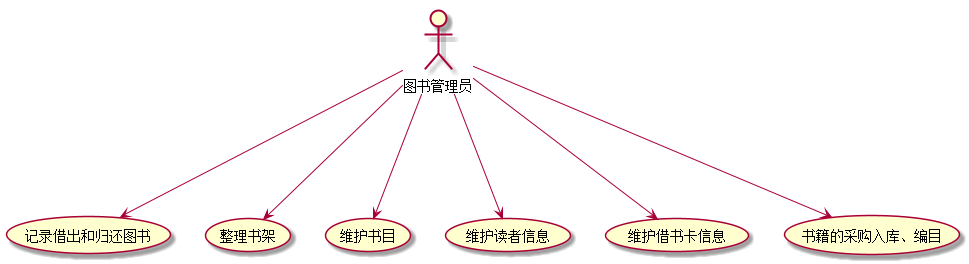 图书管理员
记录借出和归还图书
整理书架
维护书目
维护读者信息
维护借书卡信息
书籍的采购入库、编目